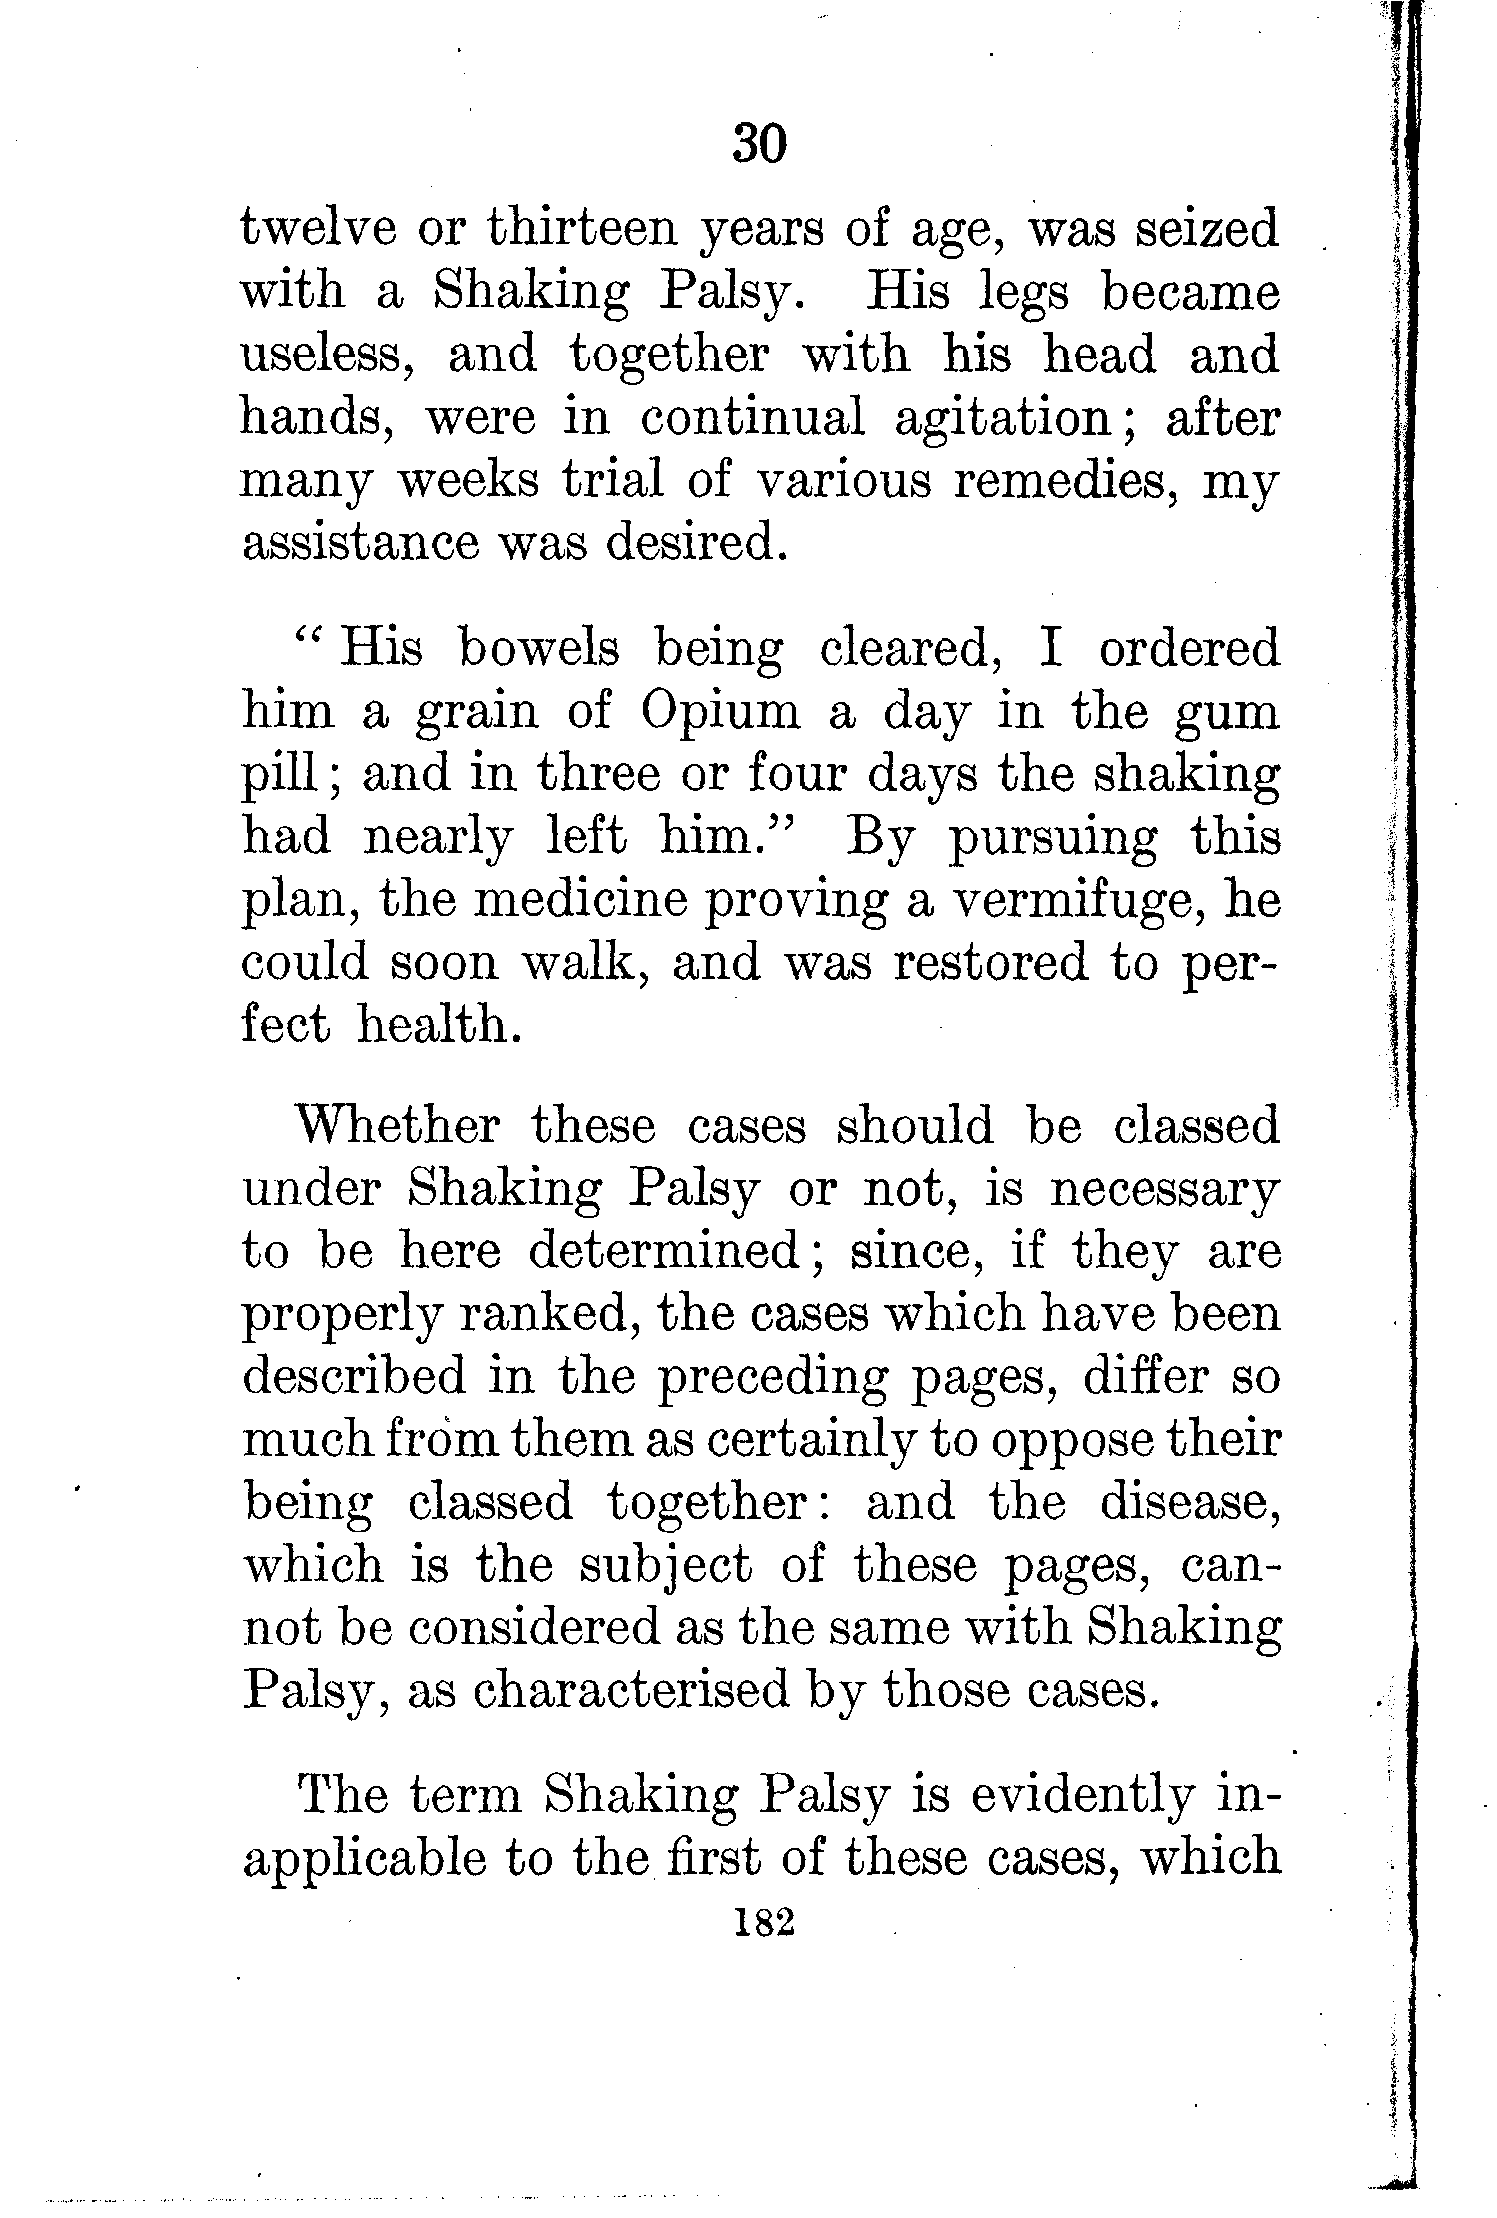 30
twelve or thirteen years of age, was seized
with a Shaking Palsy. His legs became
useless, and together with his head and
hands, were in continual agitation; after
many weeks trial of various remedies, my
assistance was desired.
“ His bowels being cleared, I ordered
him a grain of Opium a day in the gum
pill; and in three or four days the shaking
had nearly left him.” By pursuing this
plan, the medicine proving a vermifuge, he
could soon walk, and was restored to per-
fect health.
Whether these cases should be classed
under Shaking Palsy or not, is necessary
to be here determined; since, if they are
properly ranked, the cases which have been
described in the preceding pages, differ so
much from them as certainly to oppose their
being classed together: and the disease,
which is the subject of these pages, can-
not be considered as the same with Shaking
Palsy, as characterised by those cases.
The term Shaking Palsy is evidently in-
applicable to the first of these cases, which
182